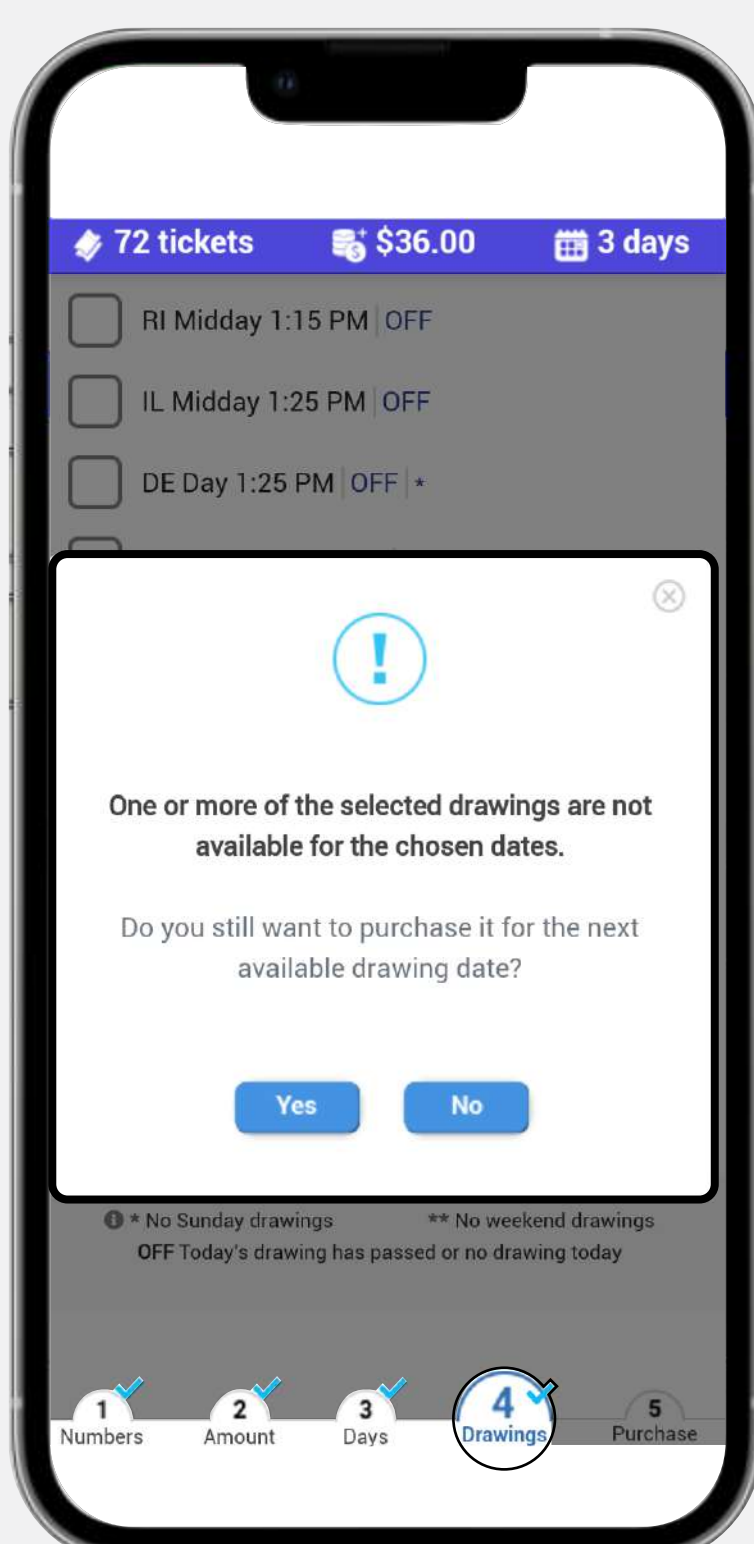 72 tickets $36.00 3 days
RI Midday 1:15 PM | OFF
IL Midday 1:25 PM | OFF
DE Day 1:25 PM | OFF | *
!
One or more of the selected drawings are not
available for the chosen dates.
Do you still want to purchase it for the next
available drawing date?
Yes No
* No Sunday drawings ** No weekend drawings
OFF Today's drawing has passed or no drawing today
1 2 3 4 5
Numbers Amount Days Drawings Purchase